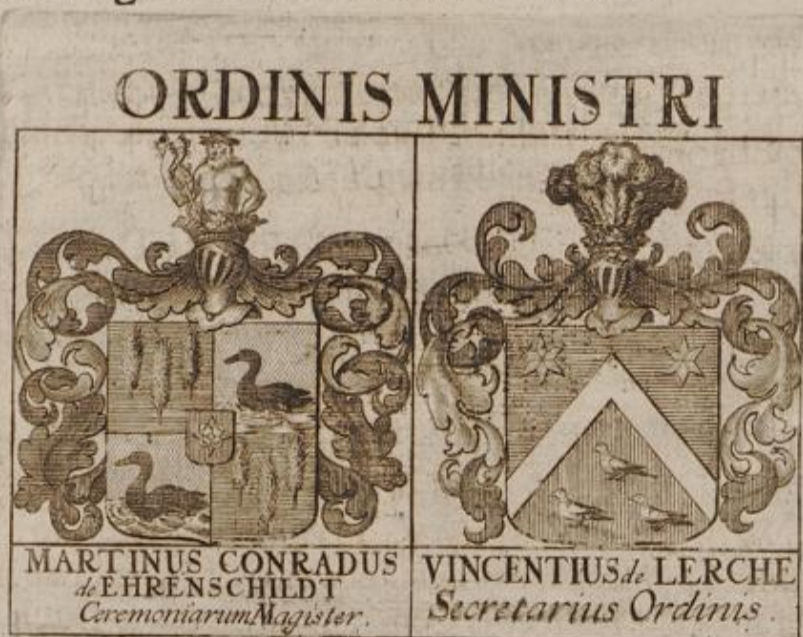 ORDINIS MINISTRI
MARTINUS CONRADUS
de EHRENSCHILDT
Ceremoniarum Magister.
VINCENTIUS de LERCHE
Secretarius Ordinis.